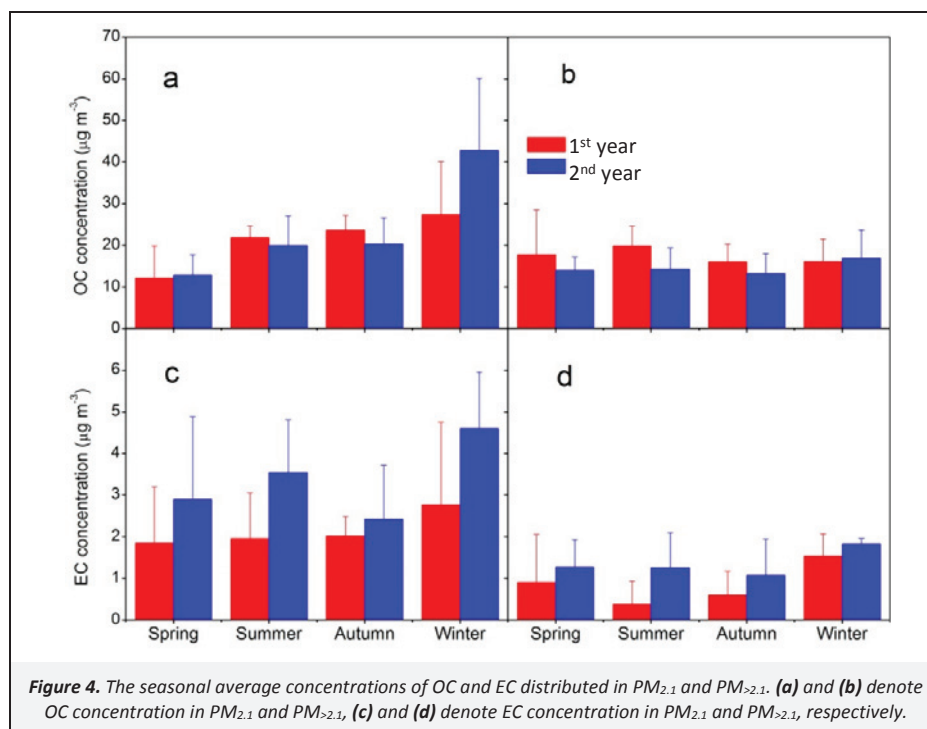 70
60
50
40
30
20
10
0
OC concentration (µg m⁻³)
a
b
1st year
2nd year
6
5
4
3
2
1
0
EC concentration (µg m⁻³)
c
d
Spring Summer Autumn Winter Spring Summer Autumn Winter
Figure 4. The seasonal average concentrations of OC and EC distributed in PM2.1 and PM>2.1. (a) and (b) denote
OC concentration in PM2.1 and PM>2.1, (c) and (d) denote EC concentration in PM2.1 and PM>2.1, respectively.